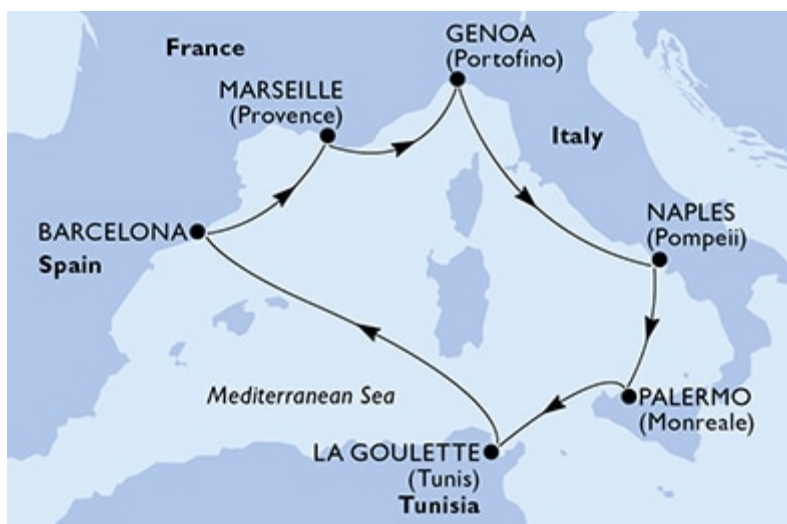 GENOA
(Portofino)
France
MARSEILLE
(Provence)
Italy
NAPLES
(Pompeii)
BARCELONA
Spain
Mediterranean Sea
PALERMO
(Monreale)
LA GOULETTE
(Tunis)
Tunisia